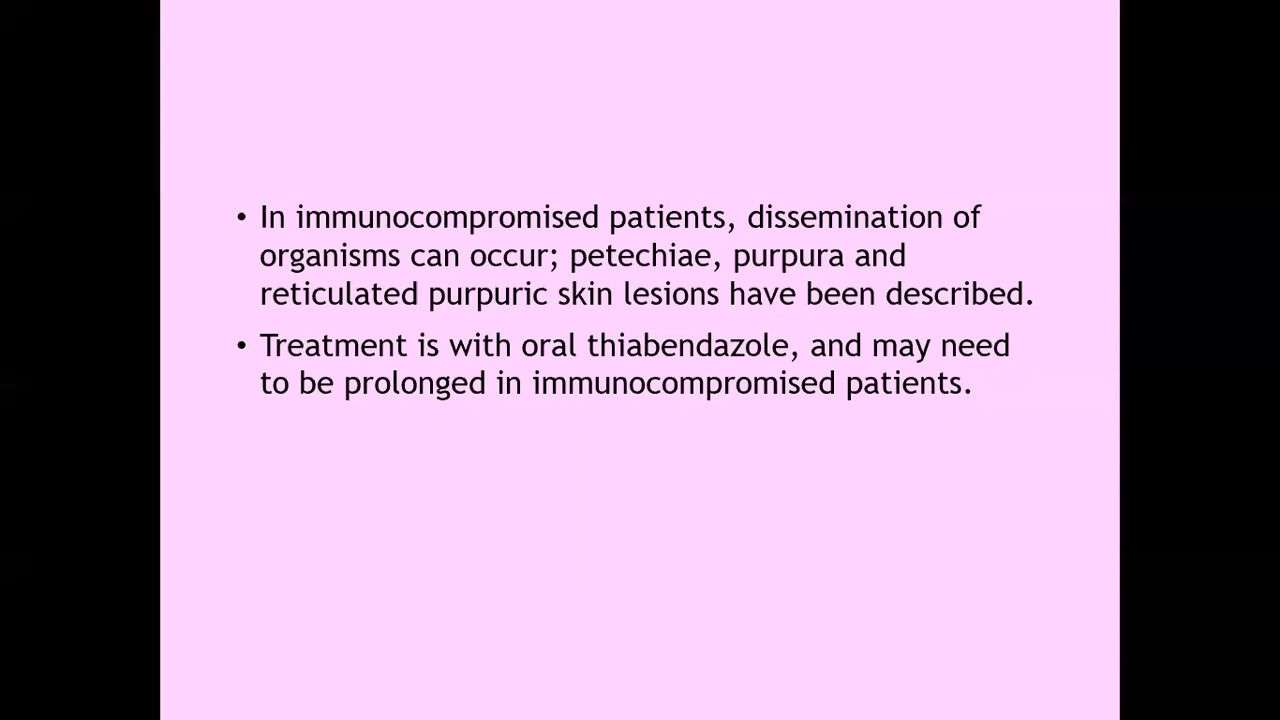 • In immunocompromised patients, dissemination of
organisms can occur; petechiae, purpura and
reticulated purpuric skin lesions have been described.
• Treatment is with oral thiabendazole, and may need
to be prolonged in immunocompromised patients.